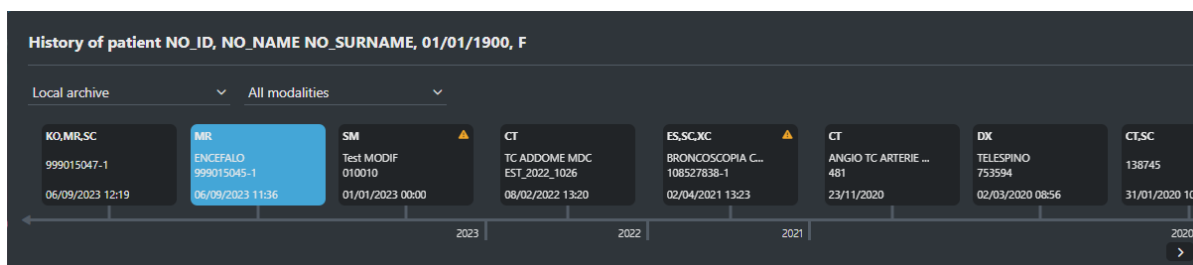 History of patient NO_ID, NO_NAME NO_SURNAME, 01/01/1900, F
Local archive
All modalities
KO,MR,SC
999015047-1
06/09/2023 12:19
MR
ENCEFALO
999015045-1
06/09/2023 11:36
SM
Test MODIF
010010
01/01/2023 00:00
CT
TC ADDOME MDC
EST_2022_1026
08/02/2022 13:20
ES,SC,XC
BRONCOSCOPIA C...
108527838-1
02/04/2021 13:23
CT
ANGIO TC ARTERIE ...
481
23/11/2020
DX
TELESPINO
753594
02/03/2020 08:56
CT,SC
138745
31/01/2020 10
2023
2022
2021
2020